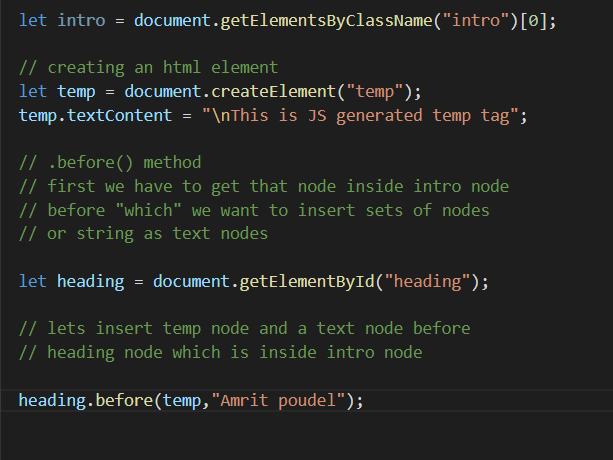 let intro = document.getElementsByClassName("intro")[0];
// creating an html element
let temp = document.createElement("temp");
temp.textContent = "\nThis is JS generated temp tag";
// .before() method
// first we have to get that node inside intro node
// before "which" we want to insert sets of nodes
// or string as text nodes
let heading = document.getElementById("heading");
// lets insert temp node and a text node before
// heading node which is inside intro node
heading.before(temp,"Amrit poudel");